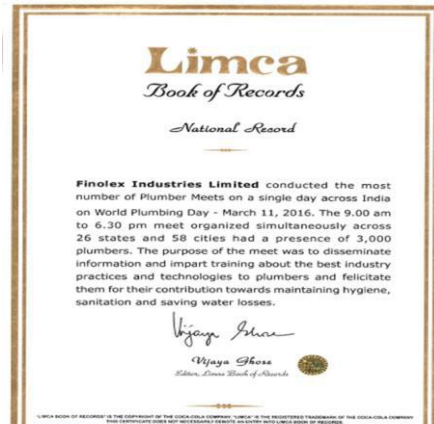 Limca
Book of Records
National Record
Finolex Industries Limited conducted the most
number of Plumber Meets on a single day across India
on World Plumbing Day - March 11, 2016. The 9.00 am
to 6.30 pm meet organized simultaneously across
26 states and 58 cities had a presence of 3,000
plumbers. The purpose of the meet was to disseminate
information and impart training about the best industry
practices and technologies to plumbers and felicitate
them for their contribution towards maintaining hygiene,
sanitation and saving water losses.
Vijaya Ghose
Vijaya Ghose
Editor, Limca Book of Records
"LIMCA BOOK OF RECORDS" IS THE COPYRIGHT OF THE COCA-COLA COMPANY. "LIMCA" IS THE REGISTERED TRADEMARK OF THE COCA-COLA COMPANY
THIS CERTIFICATE DOES NOT NECESSARILY DENOTE AN ENTRY INTO LIMCA BOOK OF RECORDS.